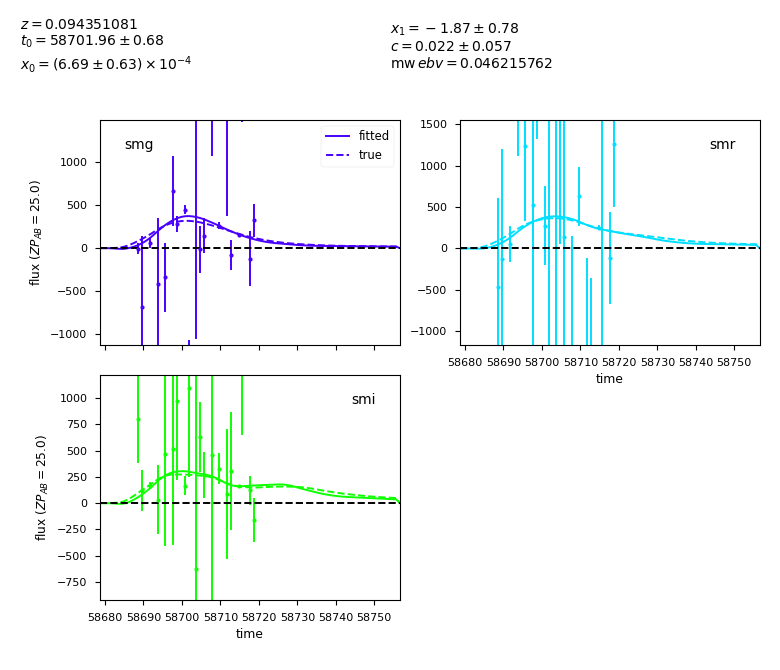 z = 0.094351081
t₀ = 58701.96 ± 0.68
x₀ = (6.69 ± 0.63) × 10⁻⁴
x₁ = −1.87 ± 0.78
c = 0.022 ± 0.057
mw ebv = 0.046215762
smg
fitted
true
1000
500
0
−500
−1000
flux (ZP_AB = 25.0)
smr
1500
1000
500
0
−500
−1000
58680 58690 58700 58710 58720 58730 58740 58750
time
smi
1000
750
500
250
0
−250
−500
−750
flux (ZP_AB = 25.0)
58680 58690 58700 58710 58720 58730 58740 58750
time